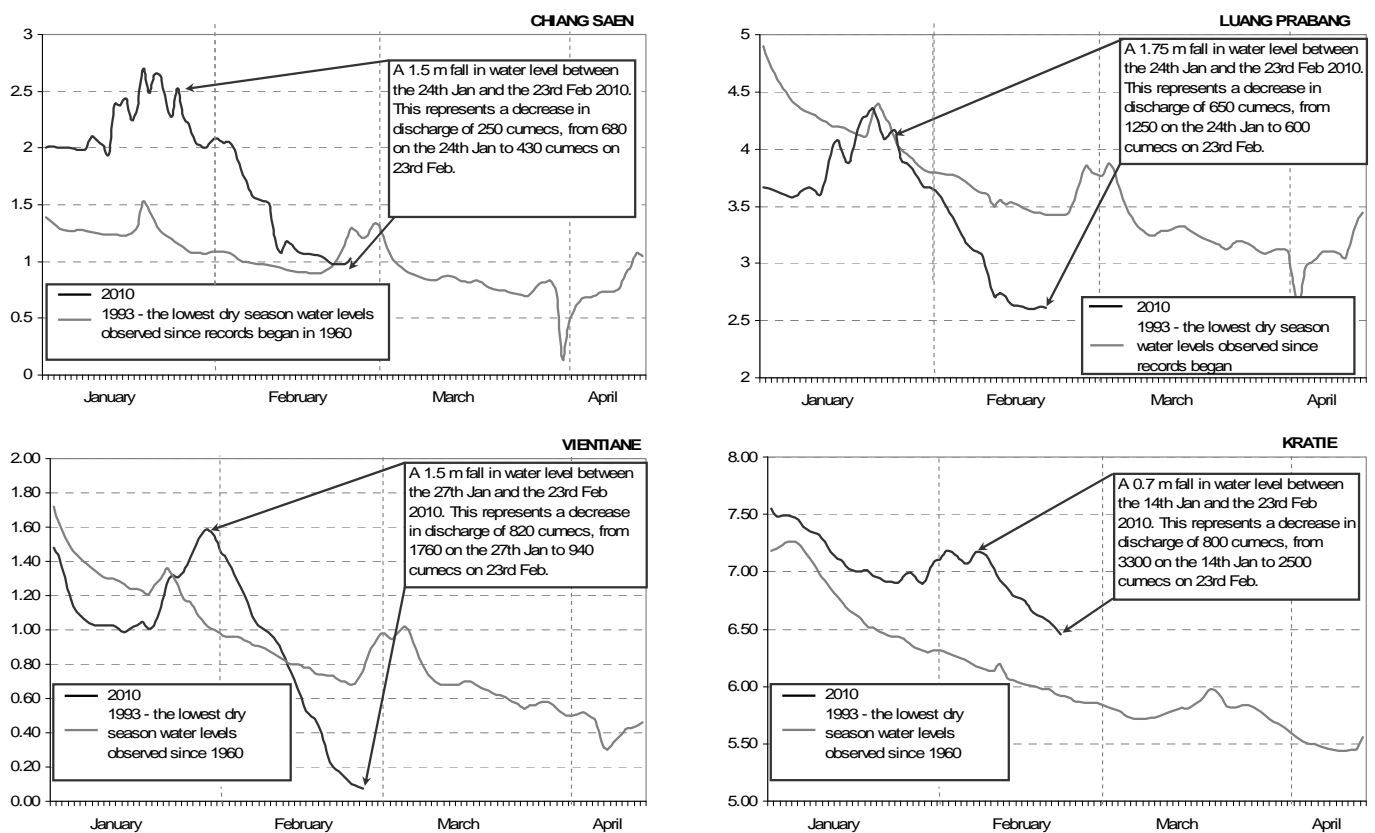 CHIANG SAEN
3
2.5
2
1.5
1
0.5
0
A 1.5 m fall in water level between
the 24th Jan and the 23rd Feb 2010.
This represents a decrease in
discharge of 250 cumecs, from 680
on the 24th Jan to 430 cumecs on
23rd Feb.
2010
1993 - the lowest dry season water levels
observed since records began in 1960
January
February
March
April
LUANG PRABANG
5
4.5
4
3.5
3
2.5
2
A 1.75 m fall in water level between
the 24th Jan and the 23rd Feb 2010.
This represents a decrease in
discharge of 650 cumecs, from
1250 on the 24th Jan to 600
cumecs on 23rd Feb.
2010
1993 - the lowest dry season
water levels observed since
records began
January
February
March
April
VIENTIANE
2.00
1.80
1.60
1.40
1.20
1.00
0.80
0.60
0.40
0.20
0.00
A 1.5 m fall in water level between
the 27th Jan and the 23rd Feb
2010. This represents a decrease
in discharge of 820 cumecs, from
1760 on the 27th Jan to 940
cumecs on 23rd Feb.
2010
1993 - the lowest dry
season water levels
observed since 1960
January
February
March
April
KRATIE
8.00
7.50
7.00
6.50
6.00
5.50
5.00
A 0.7 m fall in water level between
the 14th Jan and the 23rd Feb
2010. This represents a decrease in
discharge of 800 cumecs, from
3300 on the 14th Jan to 2500
cumecs on 23rd Feb.
2010
1993 - the lowest dry
season water levels
observed since 1960
January
February
March
April